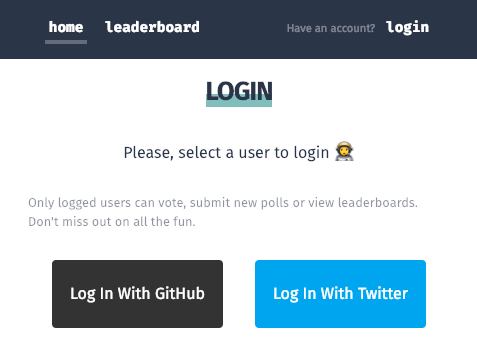 home leaderboard Have an account? login
LOGIN
Please, select a user to login 👩‍🚀
Only logged users can vote, submit new polls or view leaderboards.
Don't miss out on all the fun.
Log In With GitHub Log In With Twitter